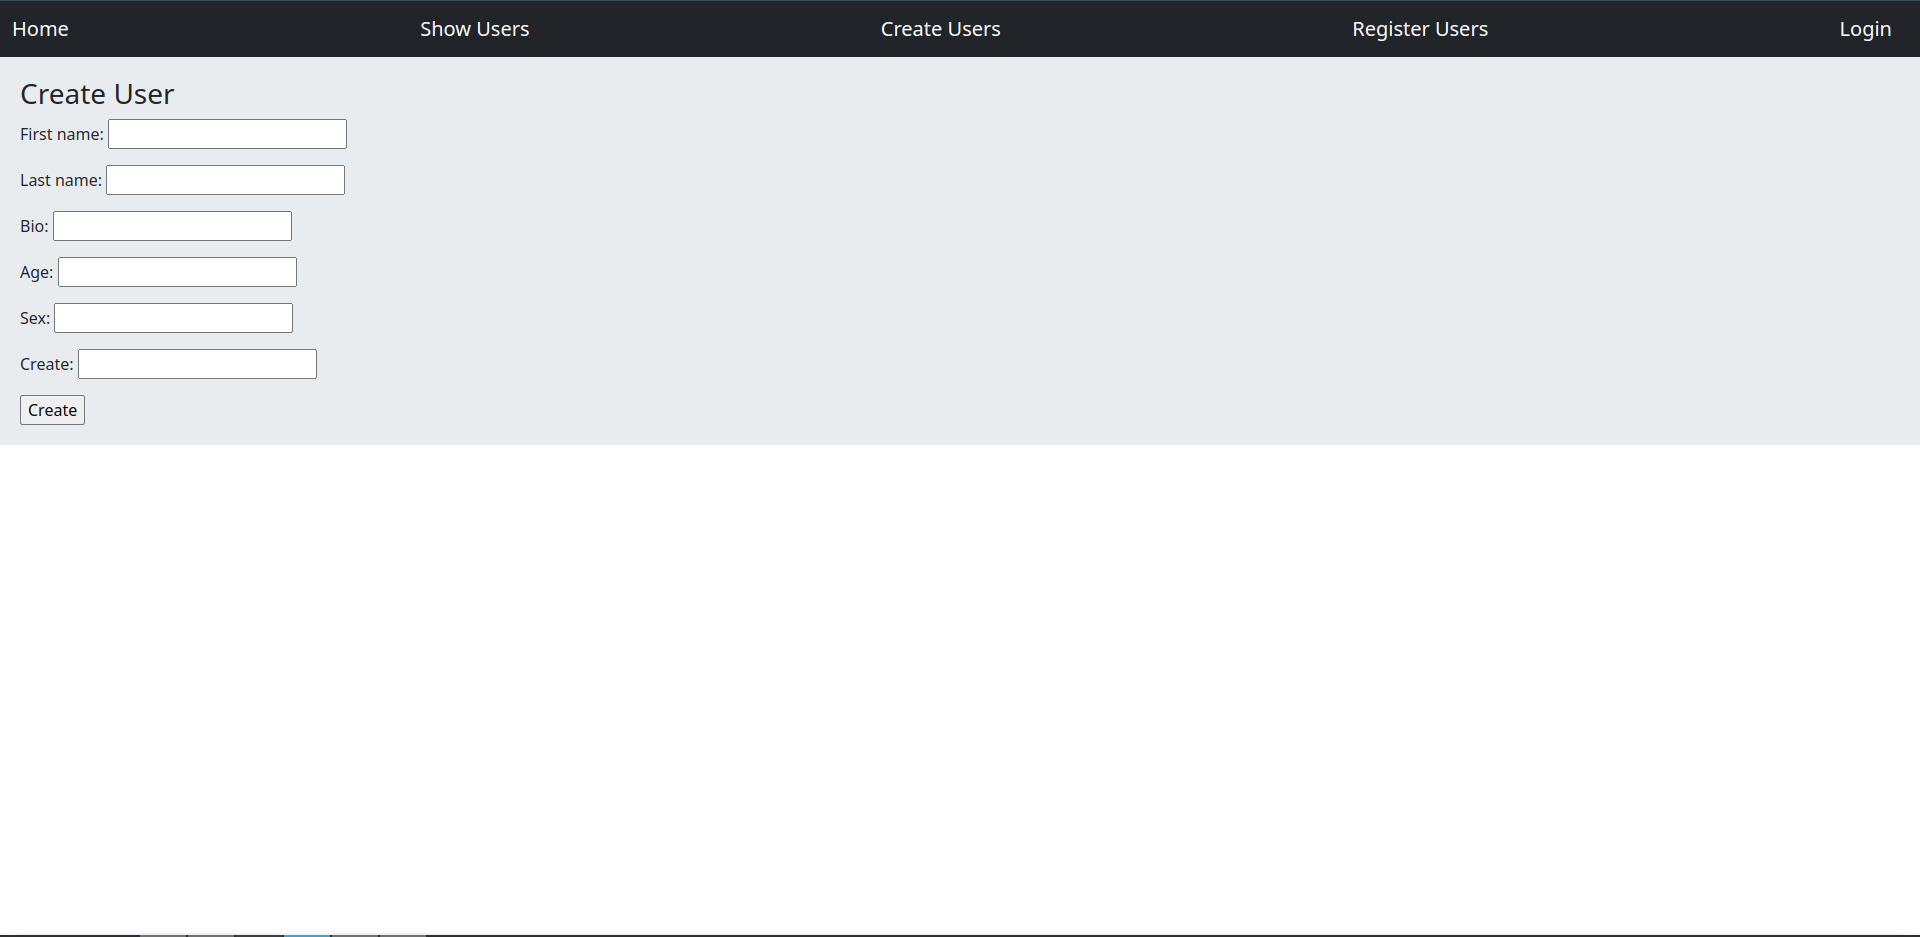 Home Show Users Create Users Register Users Login
Create User
First name:
Last name:
Bio:
Age:
Sex:
Create:
Create